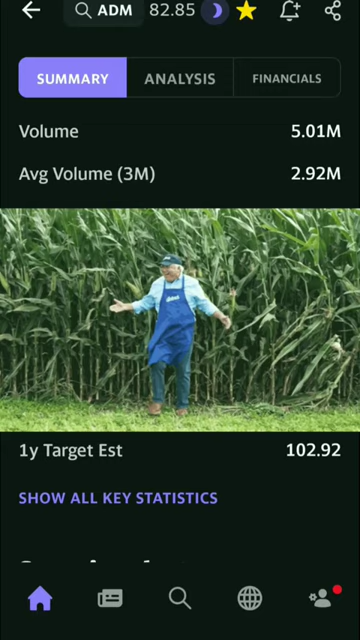 ADM 82.85
SUMMARY ANALYSIS FINANCIALS
Volume 5.01M
Avg Volume (3M) 2.92M
1y Target Est 102.92
SHOW ALL KEY STATISTICS